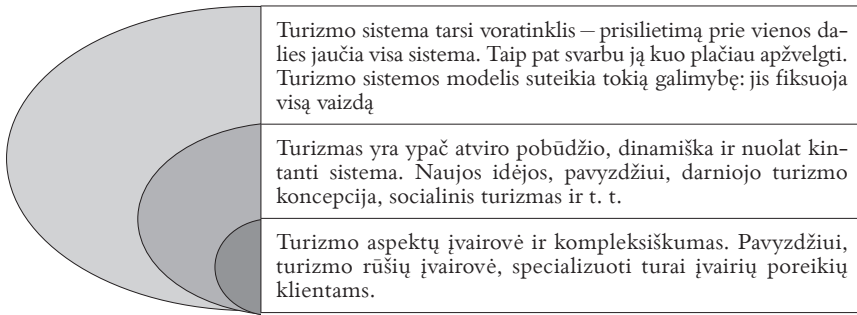 Turizmo sistema tarsi voratinklis – prisilietimą prie vienos da-
lies jaučia visa sistema. Taip pat svarbu ją kuo plačiau apžvelgti.
Turizmo sistemos modelis suteikia tokią galimybę: jis fiksuoja
visą vaizdą
Turizmas yra ypač atviro pobūdžio, dinamiška ir nuolat kin-
tanti sistema. Naujos idėjos, pavyzdžiui, darniojo turizmo
koncepcija, socialinis turizmas ir t. t.
Turizmo aspektų įvairovė ir kompleksiškumas. Pavyzdžiui,
turizmo rūšių įvairovė, specializuoti turai įvairių poreikių
klientams.